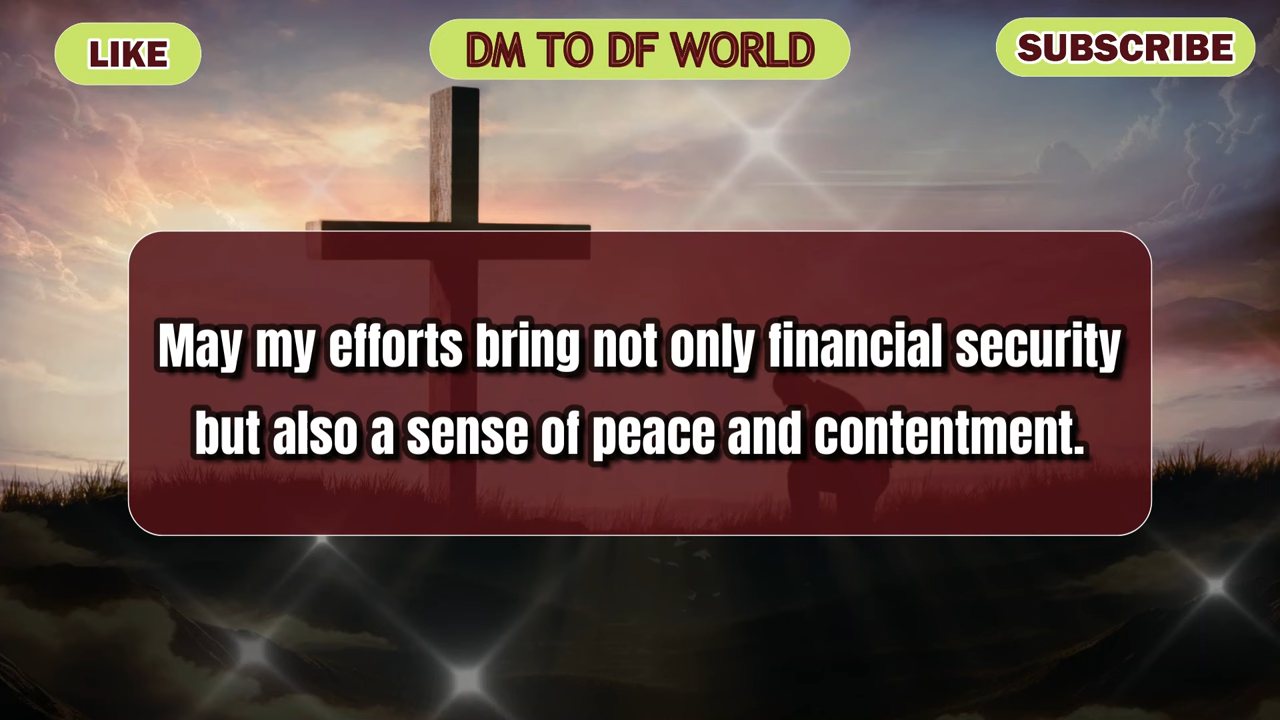 LIKE
DM TO DF WORLD
SUBSCRIBE
May my efforts bring not only financial security
but also a sense of peace and contentment.